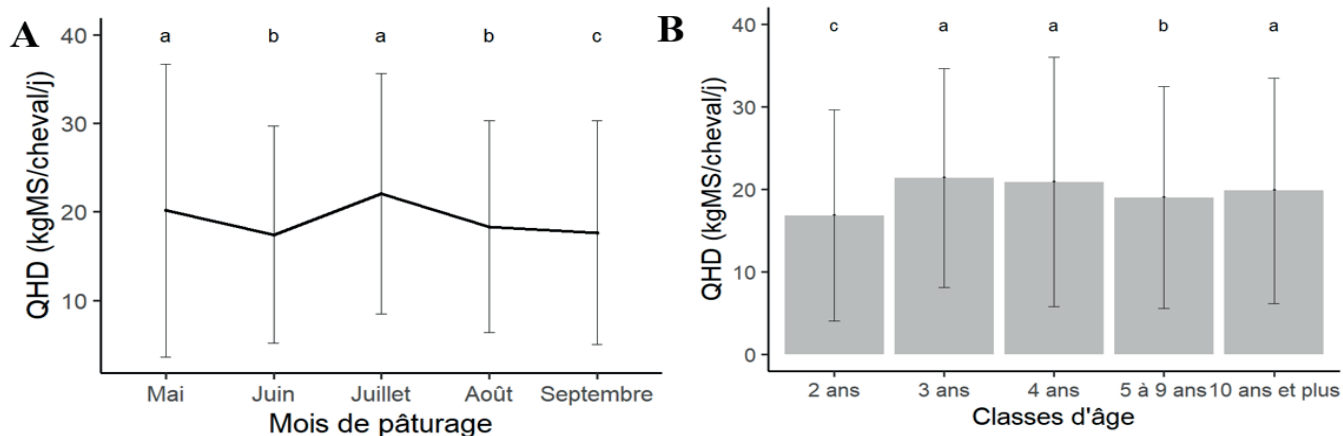 A
QHD (kgMS/cheval/j)
40
30
20
10
a b a b c
Mai Juin Juillet Août Septembre
Mois de pâturage
B
QHD (kgMS/cheval/j)
40
30
20
10
0
c a a b a
2 ans 3 ans 4 ans 5 à 9 ans 10 ans et plus
Classes d'âge